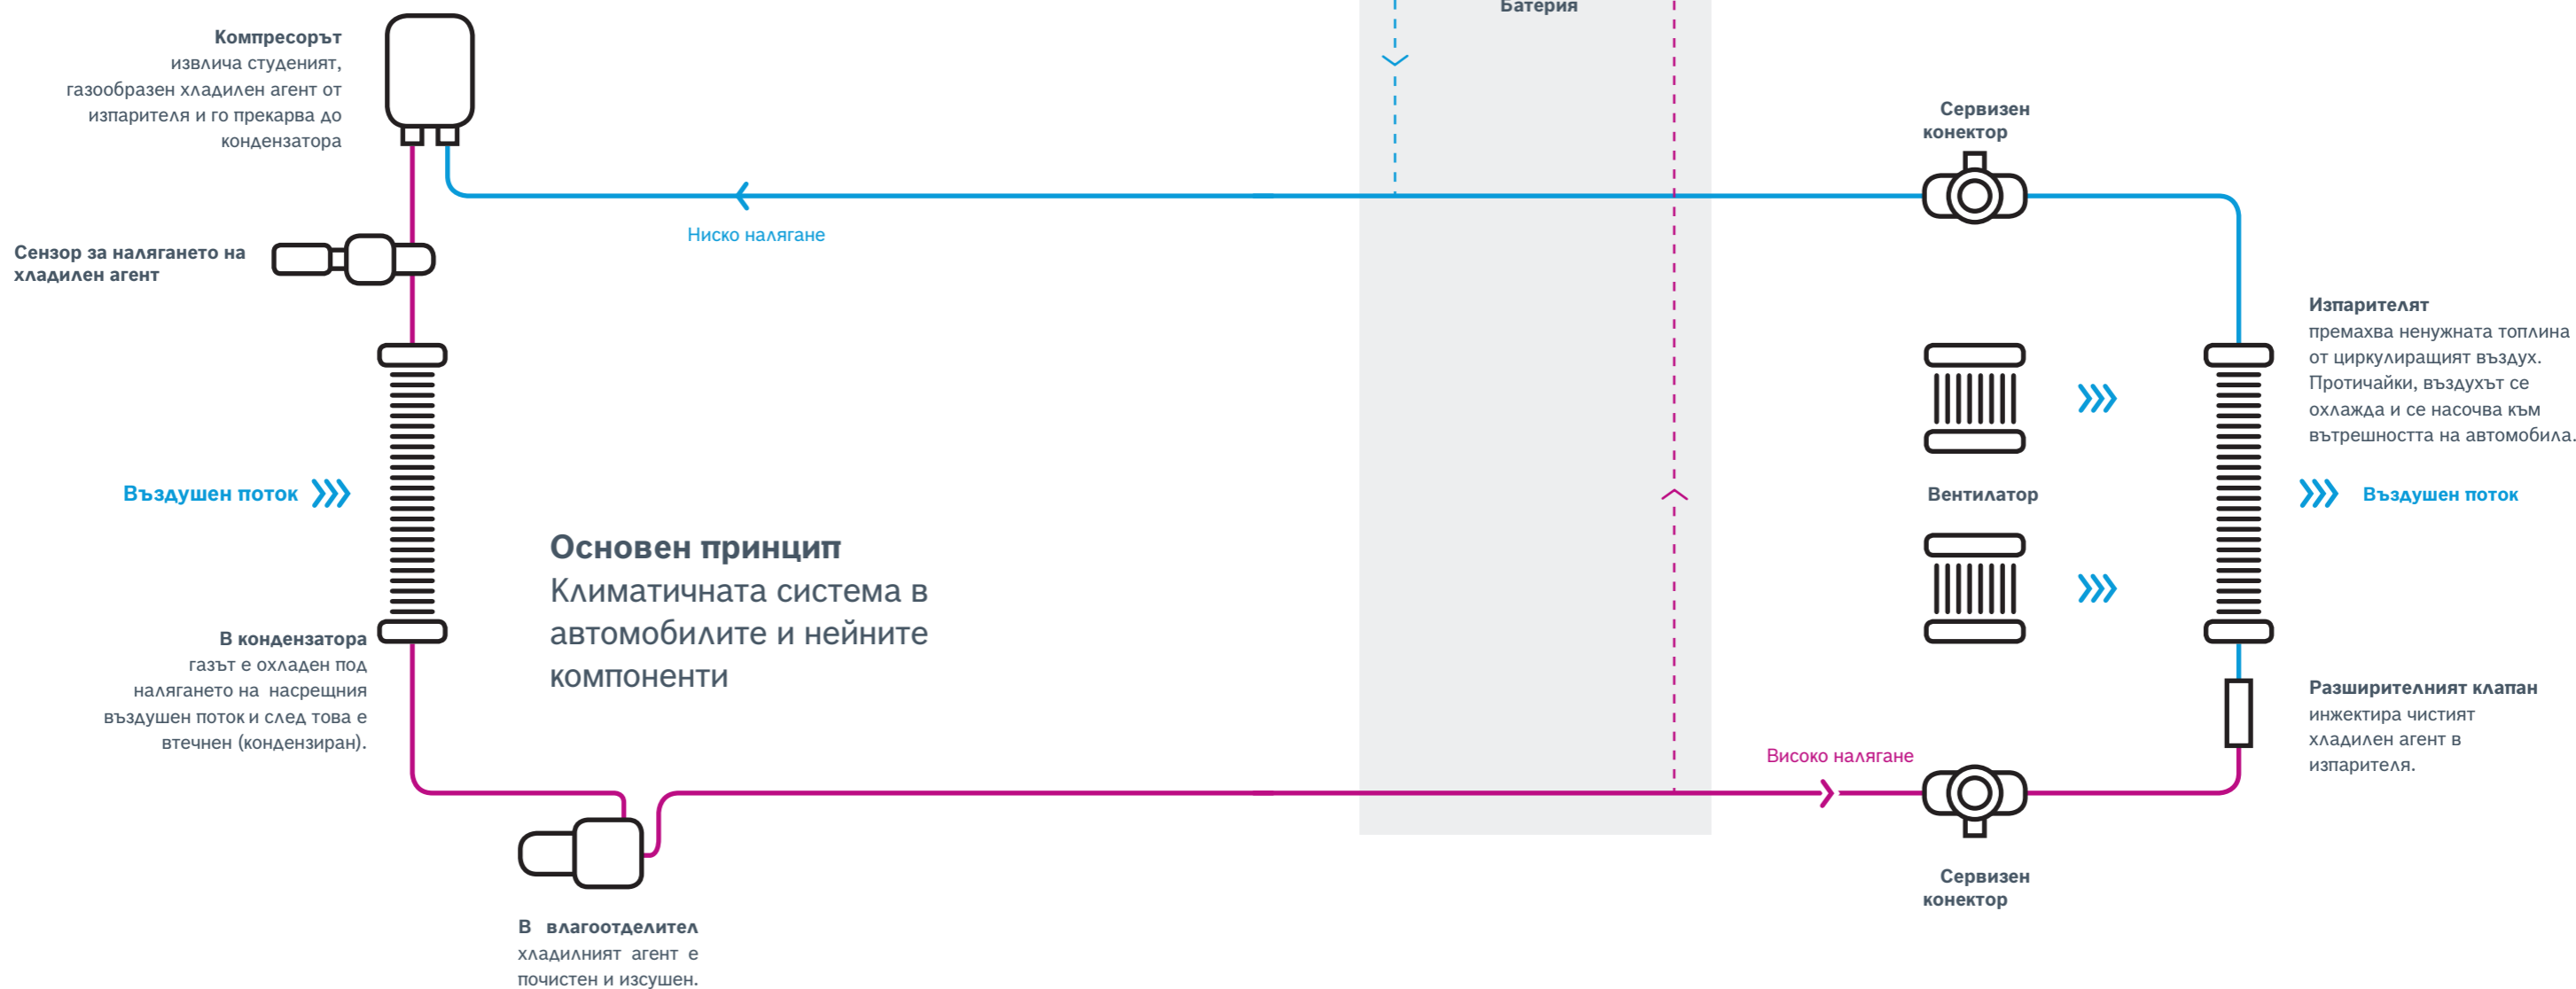 Батерия
Компресорът
извлича студеният,
газообразен хладилен агент от
изпарителя и го прекарва до
кондензатора
Сервизен
конектор
Ниско налягане
Сензор за налягането на
хладилен агент
Изпарителят
премахва ненужната топлина
от циркулиращият въздух.
Протичайки, въздухът се
охлажда и се насочва към
вътрешността на автомобила.
Въздушен поток
Вентилатор
Въздушен поток
Основен принцип
Климатичната система в
автомобилите и нейните
компоненти
В кондензатора
газът е охладен под
налягането на насрещния
въздушен поток и след това е
втечнен (кондензиран).
Разширителният клапан
инжектира чистият
хладилен агент в
изпарителя.
Високо налягане
Сервизен
конектор
В влагоотделител
хладилният агент е
почистен и изсушен.